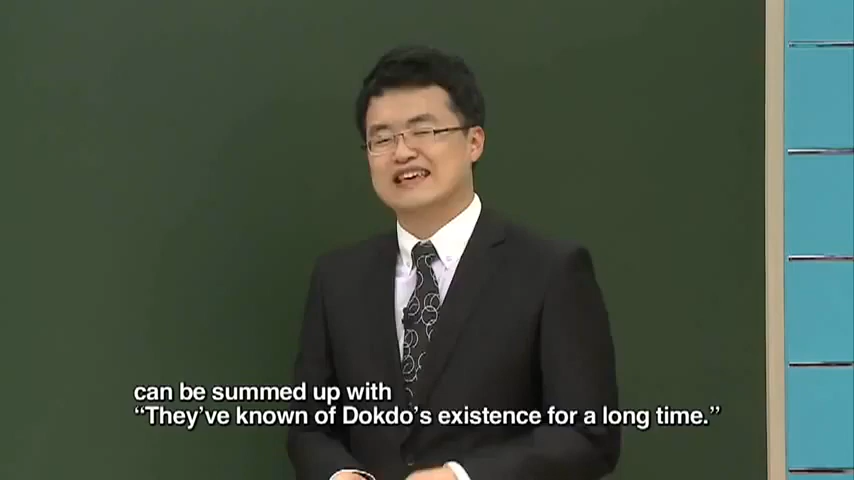 can be summed up with
“They’ve known of Dokdo’s existence for a long time.”